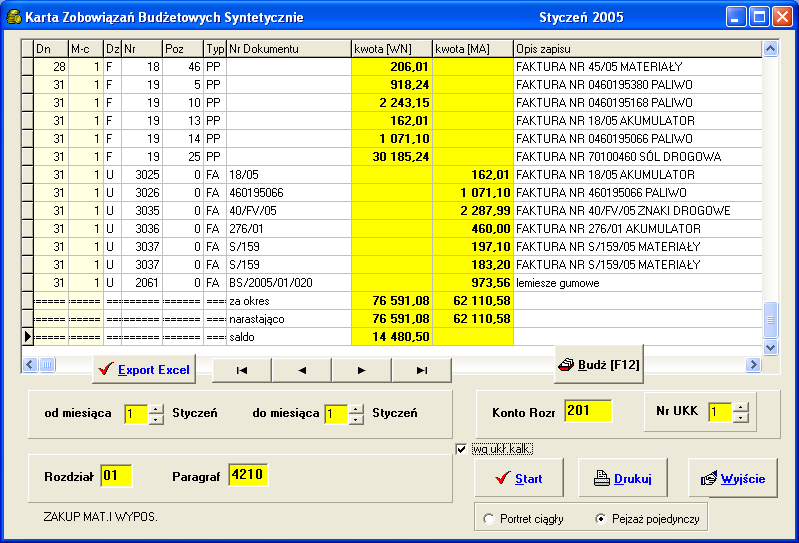 Karta Zobowiązań Budżetowych Syntetycznie Styczeń 2005
Dn M-c Dz Nr Poz Typ Nr Dokumentu kwota [WN] kwota [MA] Opis zapisu
28 1 F 18 46 PP 206,01 FAKTURA NR 45/05 MATERIAŁY
31 1 F 19 5 PP 918,24 FAKTURA NR 0460195380 PALIWO
31 1 F 19 10 PP 2 243,15 FAKTURA NR 0460195168 PALIWO
31 1 F 19 13 PP 162,01 FAKTURA NR 18/05 AKUMULATOR
31 1 F 19 14 PP 1 071,10 FAKTURA NR 0460195066 PALIWO
31 1 F 19 25 PP 30 185,24 FAKTURA NR 70100460 SÓL DROGOWA
31 1 U 3025 0 FA 18/05 162,01 FAKTURA NR 18/05 AKUMULATOR
31 1 U 3026 0 FA 460195066 1 071,10 FAKTURA NR 460195066 PALIWO
31 1 U 3035 0 FA 40/FV/05 2 287,99 FAKTURA NR 40/FV/05 ZNAKI DROGOWE
31 1 U 3036 0 FA 276/01 460,00 FAKTURA NR 276/01 AKUMULATOR
31 1 U 3037 0 FA S/159 197,10 FAKTURA NR S/159/05 MATERIAŁY
31 1 U 3037 0 FA S/159 183,20 FAKTURA NR S/159/05 MATERIAŁY
31 1 U 2061 0 FA BS/2005/01/020 973,56 lemiesze gumowe
===== ===== === ===== ===== ==== za okres 76 591,08 62 110,58
===== ===== === ===== ===== ==== narastająco 76 591,08 62 110,58
===== ===== === ===== ===== ==== saldo 14 480,50
Export Excel Budż [F12]
od miesiąca 1 Styczeń do miesiąca 1 Styczeń Konto Rozr 201 Nr UKK 1
wg ukł.kalk.
Rozdział 01 Paragraf 4210 Start Drukuj Wyjście
ZAKUP MAT.I WYPOS. Portret ciągły Pejzaż pojedynczy